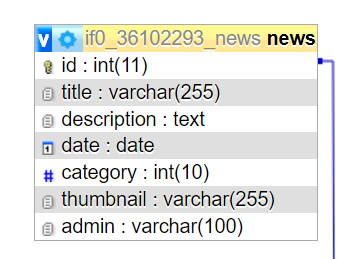 v if0_36102293_news news
id : int(11)
title : varchar(255)
description : text
date : date
category : int(10)
thumbnail : varchar(255)
admin : varchar(100)